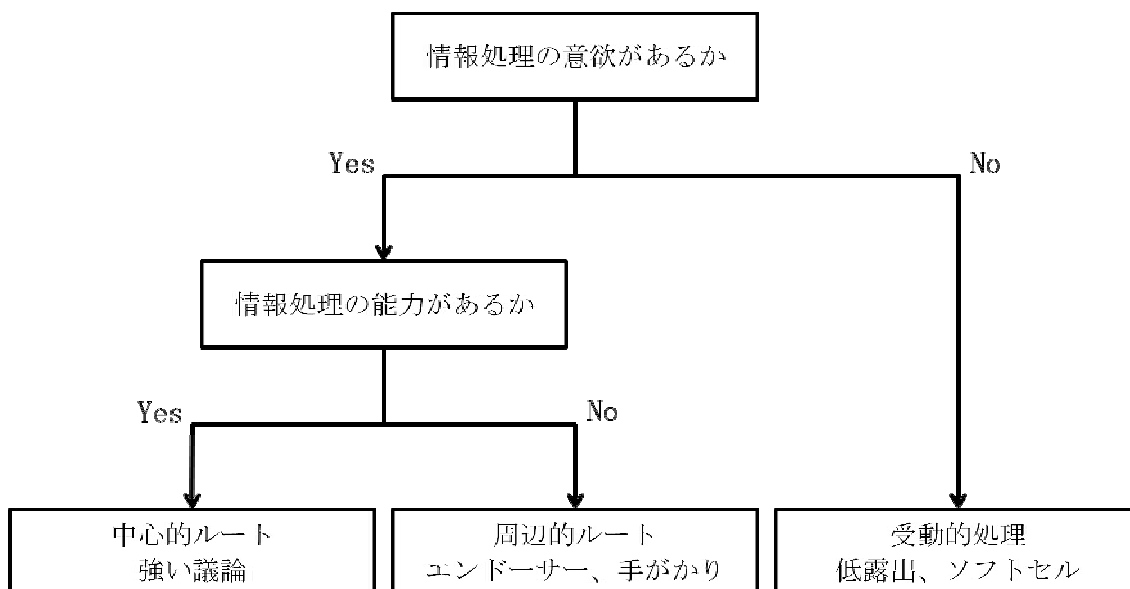 情報処理の意欲があるか
Yes
No
情報処理の能力があるか
Yes
No
中心的ルート
強い議論
周辺的ルート
エンドーサー、手がかり
受動的処理
低露出、ソフトセル